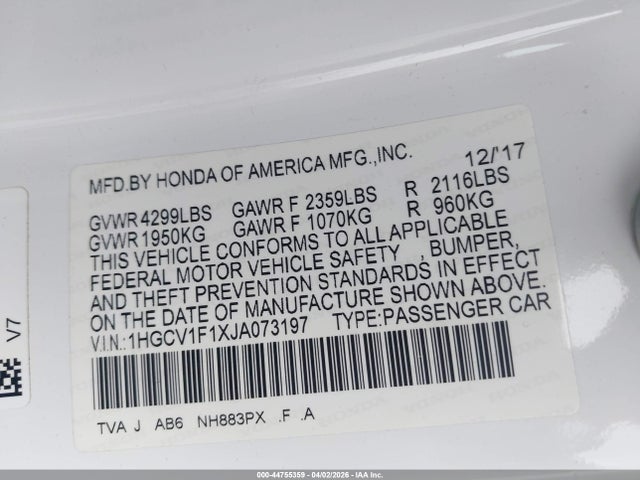 MFD.BY HONDA OF AMERICA MFG.,INC. 12/'17
GVWR 4299LBS GAWR F 2359LBS R 2116LBS
GVWR 1950KG GAWR F 1070KG R 960KG
THIS VEHICLE CONFORMS TO ALL APPLICABLE
FEDERAL MOTOR VEHICLE SAFETY , BUMPER,
AND THEFT PREVENTION STANDARDS IN EFFECT
ON THE DATE OF MANUFACTURE SHOWN ABOVE.
V.I.N.:1HGCV1F1XJA073197 TYPE:PASSENGER CAR
TVA J AB6 NH883PX .F .A
V7
000-44755359 - 04/02/2026 - IAA Inc.